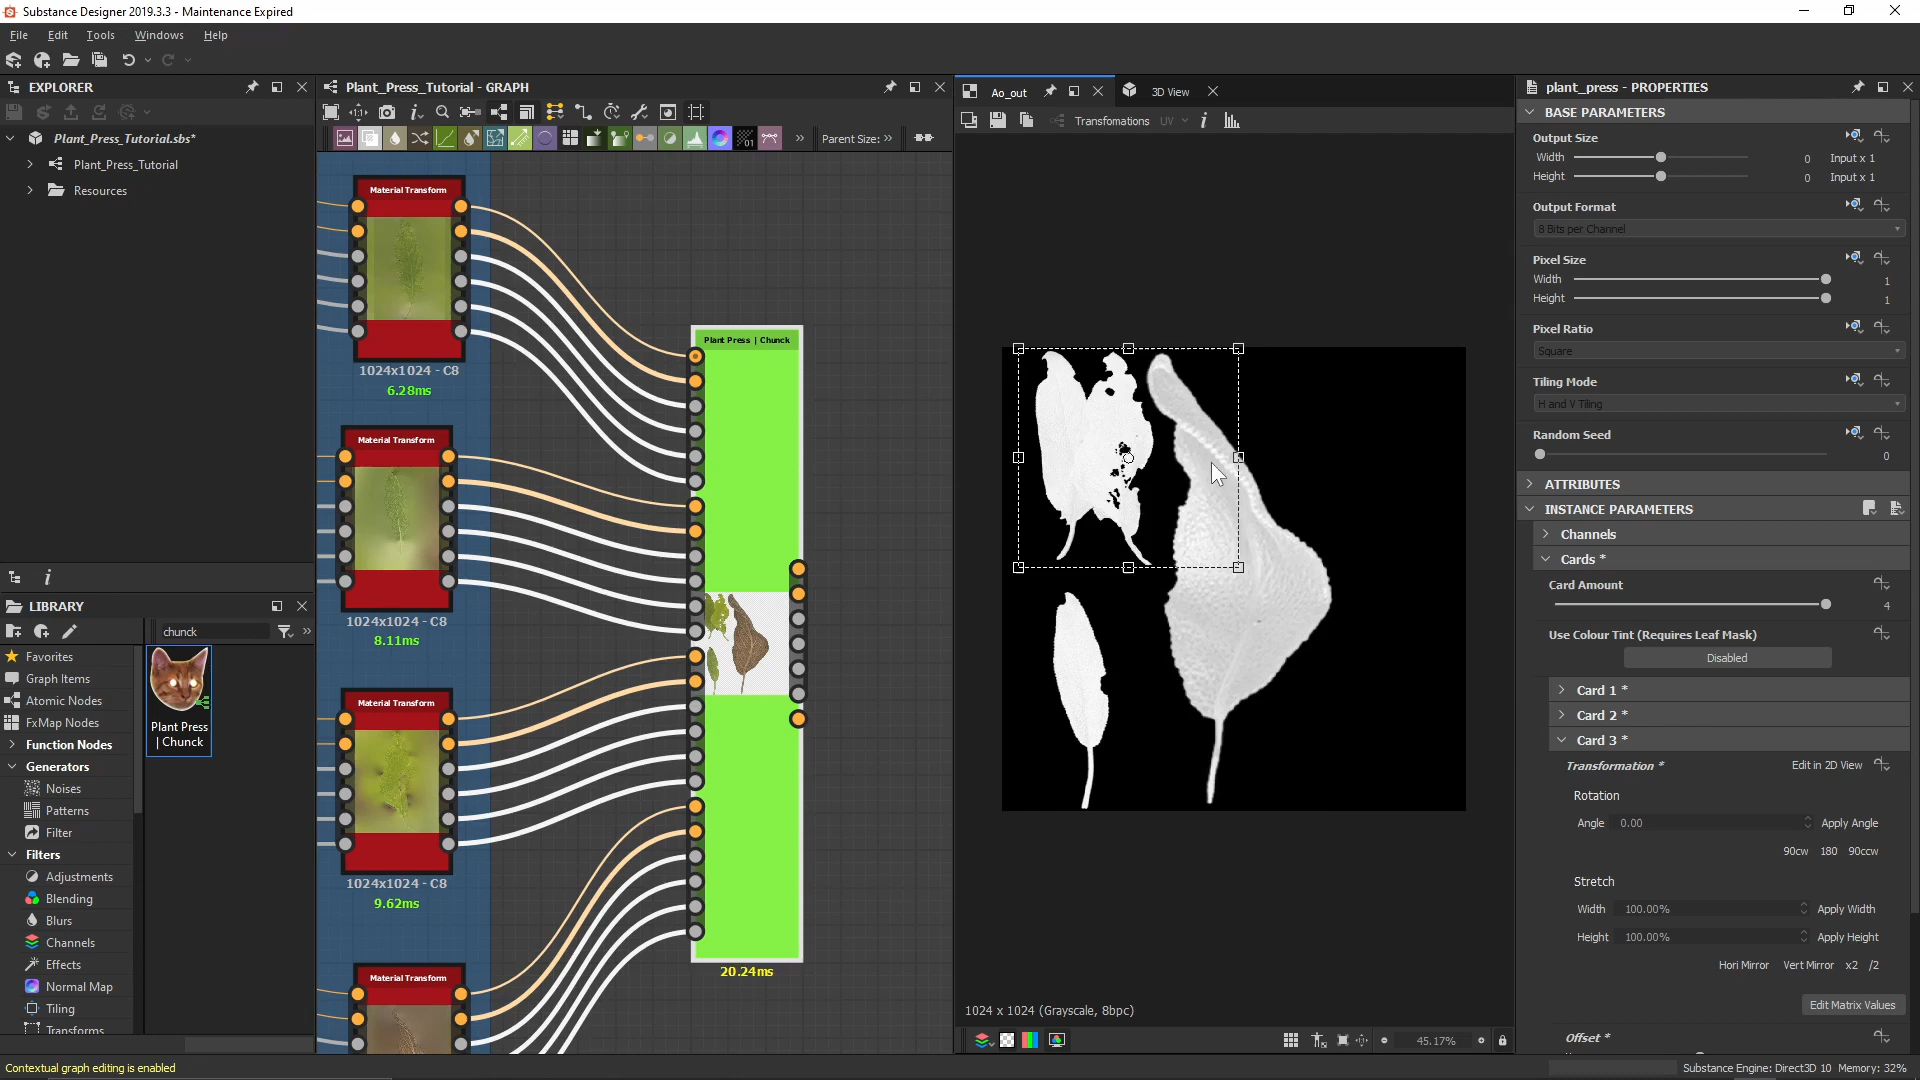 Substance Designer 2019.3.3 - Maintenance Expired
File Edit Tools Windows Help
EXPLORER
Plant_Press_Tutorial.sbs*
Plant_Press_Tutorial
Resources
LIBRARY
chunck
Favorites
Graph Items
Atomic Nodes
FxMap Nodes
Function Nodes
Generators
Noises
Patterns
Filter
Filters
Adjustments
Blending
Blurs
Channels
Effects
Normal Map
Tiling
Transforms
Plant Press
| Chunck
Contextual graph editing is enabled
Plant_Press_Tutorial - GRAPH
Parent Size:
Material Transform
1024x1024 - C8
6.28ms
Material Transform
1024x1024 - C8
8.11ms
Material Transform
1024x1024 - C8
9.62ms
Material Transform
Plant Press | Chunck
20.24ms
Ao_out
3D View
Transfomations UV
1024 x 1024 (Grayscale, 8bpc)
45.17%
plant_press - PROPERTIES
BASE PARAMETERS
Output Size
Width 0 Input x 1
Height 0 Input x 1
Output Format
8 Bits per Channel
Pixel Size
Width 1
Height 1
Pixel Ratio
Square
Tiling Mode
H and V Tiling
Random Seed
0
ATTRIBUTES
INSTANCE PARAMETERS
Channels
Cards *
Card Amount
4
Use Colour Tint (Requires Leaf Mask)
Disabled
Card 1 *
Card 2 *
Card 3 *
Transformation * Edit in 2D View
Rotation
Angle 0.00 Apply Angle
90cw 180 90ccw
Stretch
Width 100.00% Apply Width
Height 100.00% Apply Height
Hori Mirror Vert Mirror x2 /2
Edit Matrix Values
Offset *
Substance Engine: Direct3D 10 Memory: 32%